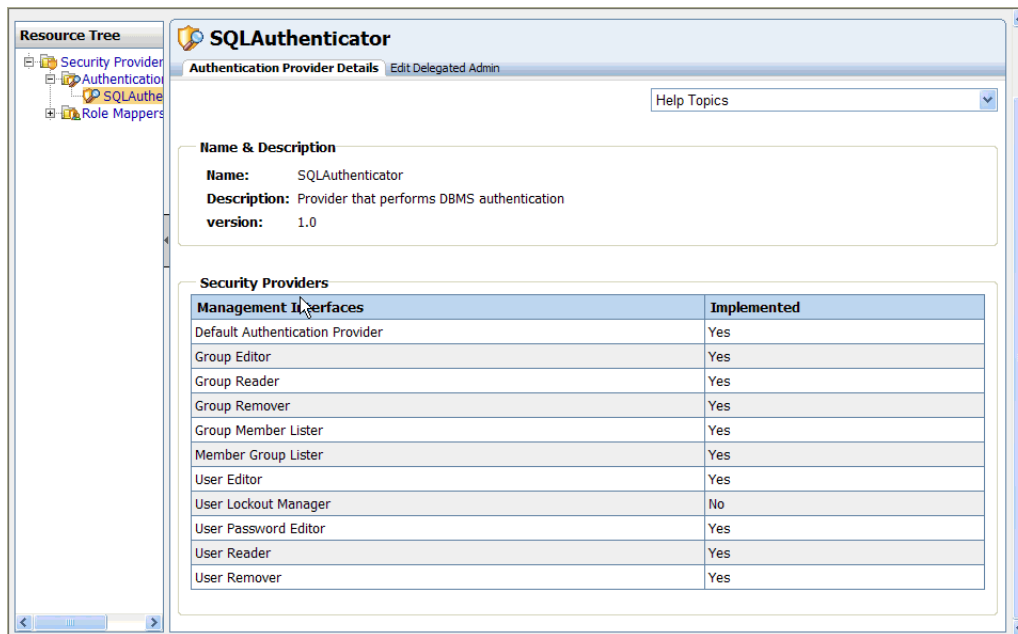 Resource Tree
Security Provider
Authentication
SQLAuthe
Role Mappers
SQLAuthenticator
Authentication Provider Details Edit Delegated Admin
Help Topics
Name & Description
Name: SQLAuthenticator
Description: Provider that performs DBMS authentication
version: 1.0
Security Providers
Management Interfaces Implemented
Default Authentication Provider Yes
Group Editor Yes
Group Reader Yes
Group Remover Yes
Group Member Lister Yes
Member Group Lister Yes
User Editor Yes
User Lockout Manager No
User Password Editor Yes
User Reader Yes
User Remover Yes